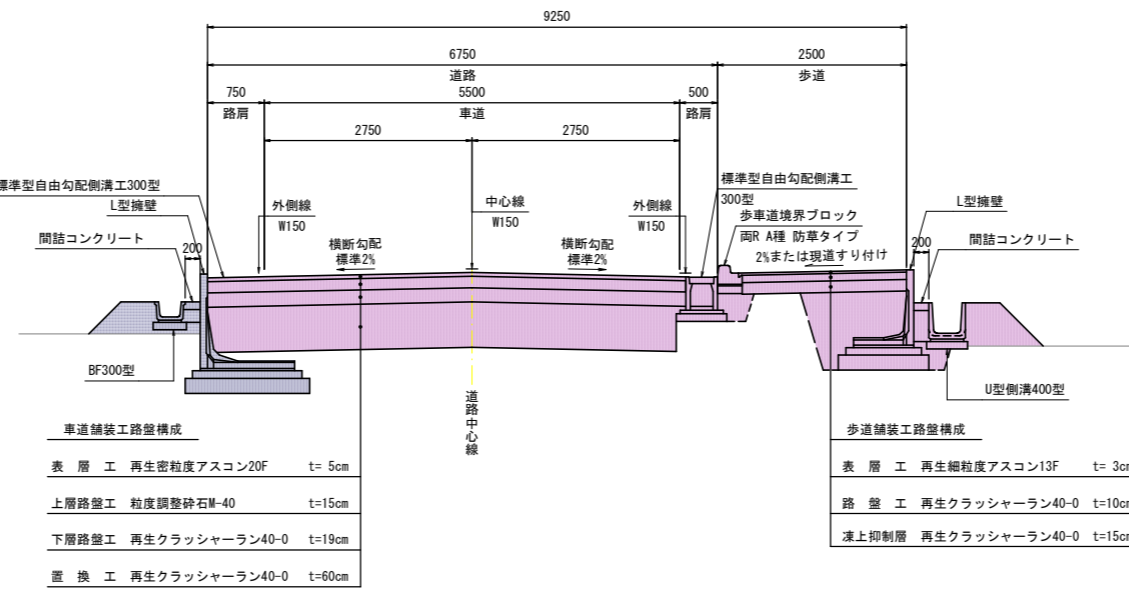 9250
6750
2500
道路
歩道
750
5500
500
路肩
車道
路肩
2750
2750
標準型自由勾配側溝工300型
L型擁壁
間詰コンクリート
200
外側線
W150
中心線
W150
外側線
W150
横断勾配
標準2%
横断勾配
標準2%
標準型自由勾配側溝工
300型
歩車道境界ブロック
両R A種 防草タイプ
2%または現道すり付け
L型擁壁
200
間詰コンクリート
BF300型
U型側溝400型
道路中心線
車道舗装工路盤構成
表 層 工 再生密粒度アスコン20F t= 5cm
上層路盤工 粒度調整砕石M-40 t=15cm
下層路盤工 再生クラッシャーラン40-0 t=19cm
置 換 工 再生クラッシャーラン40-0 t=60cm
歩道舗装工路盤構成
表 層 工 再生細粒度アスコン13F t= 3cm
路 盤 工 再生クラッシャーラン40-0 t=10cm
凍上抑制層 再生クラッシャーラン40-0 t=15cm